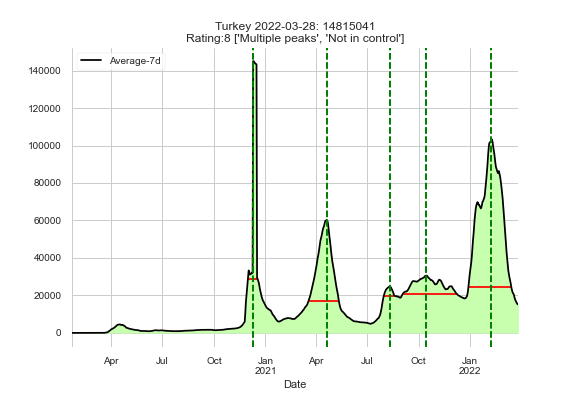 Turkey 2022-03-28: 14815041
Rating:8 ['Multiple peaks', 'Not in control']
Average-7d
140000
120000
100000
80000
60000
40000
20000
0
Apr Jul Oct Jan Apr Jul Oct Jan
2021 2022
Date